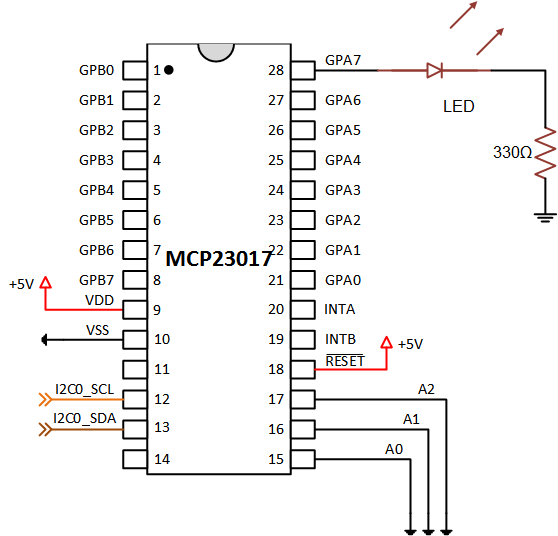 GPA7
GPB0 1 28
LED
GPB1 2 27 GPA6
GPB2 3 26 GPA5
330Ω
GPB3 4 25 GPA4
GPB4 5 24 GPA3
GPB5 6 23 GPA2
GPB6 7 22 GPA1
MCP23017
GPB7 8 21 GPA0
+5V
VDD 9 20 INTA
VSS 10 19 INTB
+5V
11 18 RESET
I2C0_SCL 12 17 A2
I2C0_SDA 13 16 A1
14 15 A0